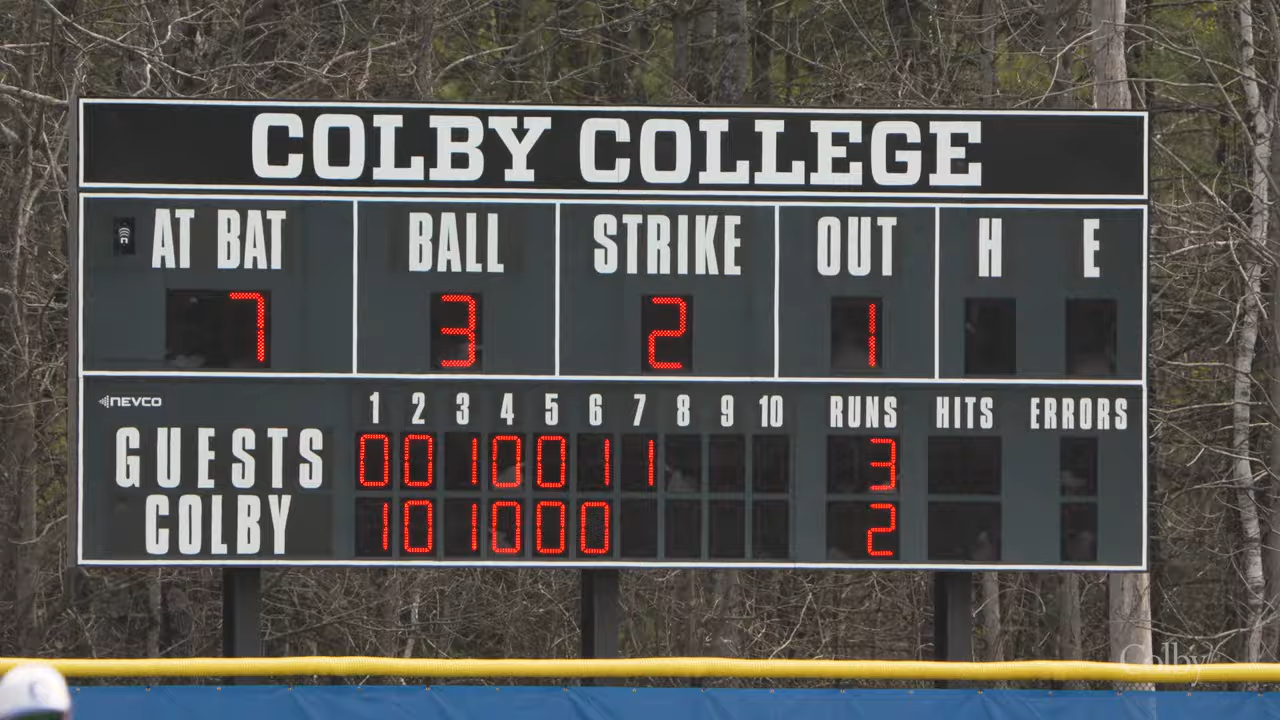 COLBY COLLEGE
AT BAT BALL STRIKE OUT H E
7 3 2 1
NEVCO 1 2 3 4 5 6 7 8 9 10 RUNS HITS ERRORS
GUESTS 0 0 1 0 0 1 1 3
COLBY 1 0 1 0 0 0 2
Colby